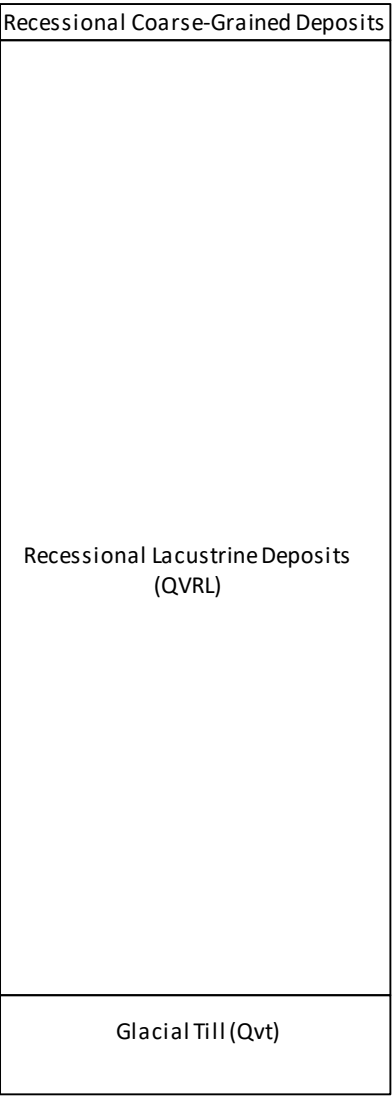 Recessional Coarse-Grained Deposits
Recessional Lacustrine Deposits
(QVRL)
Glacial Till (Qvt)